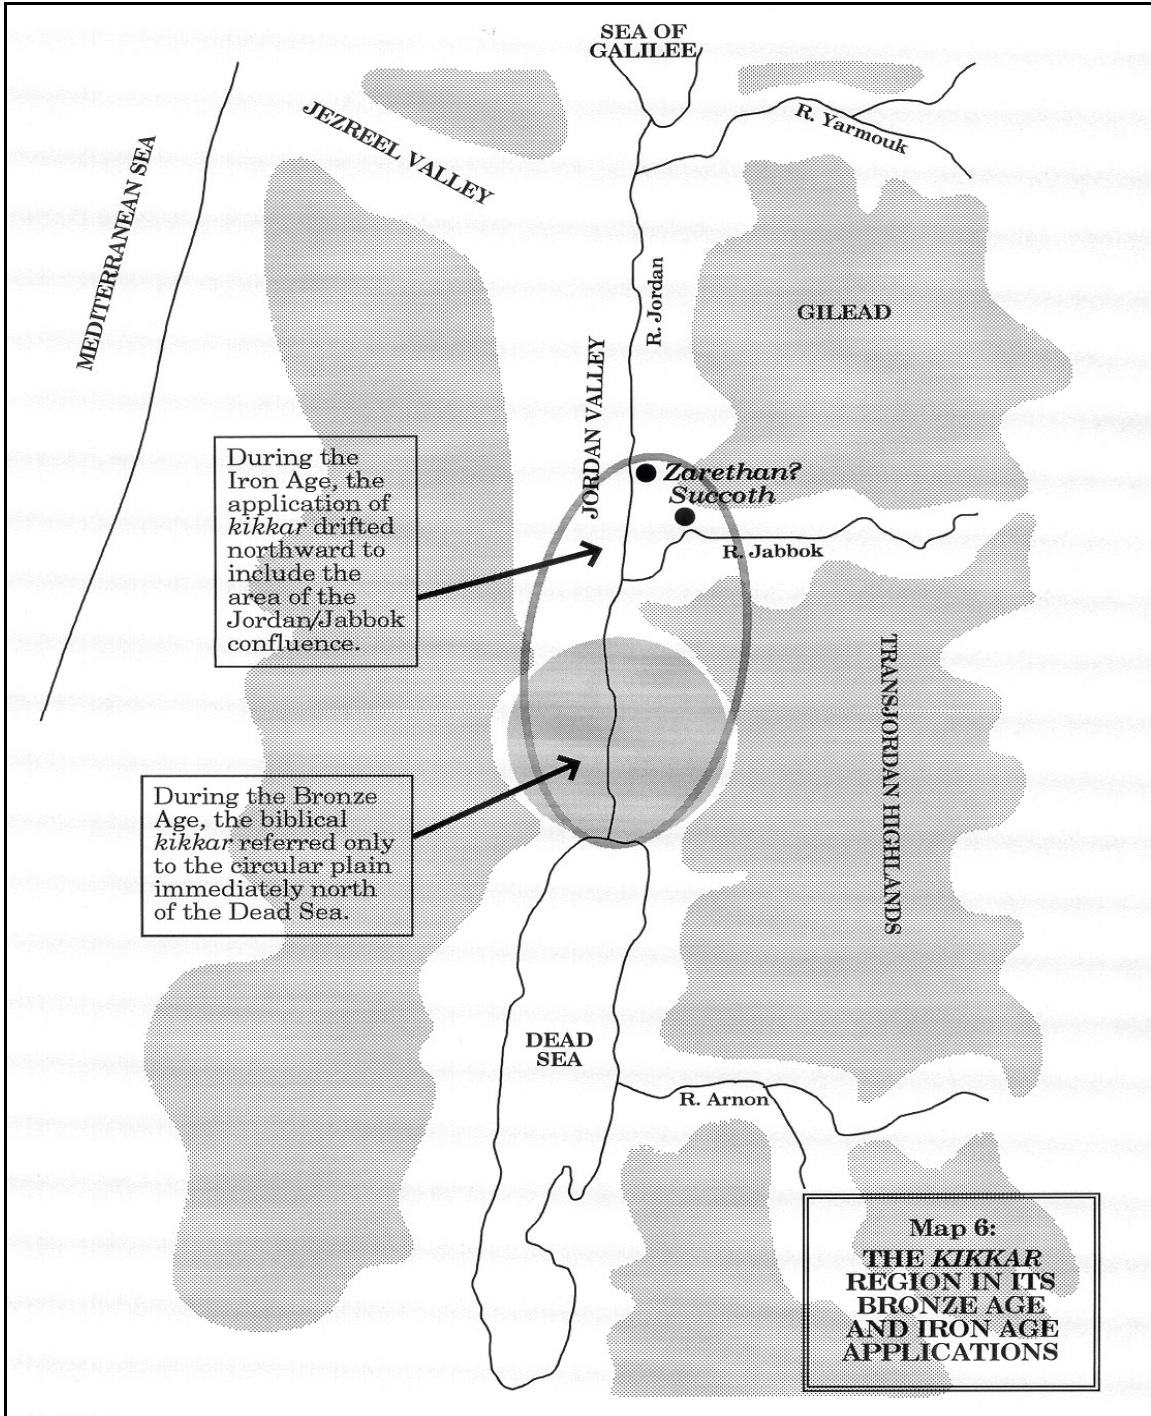 SEA OF
GALILEE
R. Yarmouk
JEZREEL VALLEY
MEDITERRANEAN SEA
R. Jordan
GILEAD
JORDAN VALLEY
Zarethan?
Succoth
R. Jabbok
During the
Iron Age, the
application of
kikkar drifted
northward to
include the
area of the
Jordan/Jabbok
confluence.
TRANSJORDAN HIGHLANDS
During the Bronze
Age, the biblical
kikkar referred only
to the circular plain
immediately north
of the Dead Sea.
DEAD
SEA
R. Arnon
Map 6:
THE KIKKAR
REGION IN ITS
BRONZE AGE
AND IRON AGE
APPLICATIONS